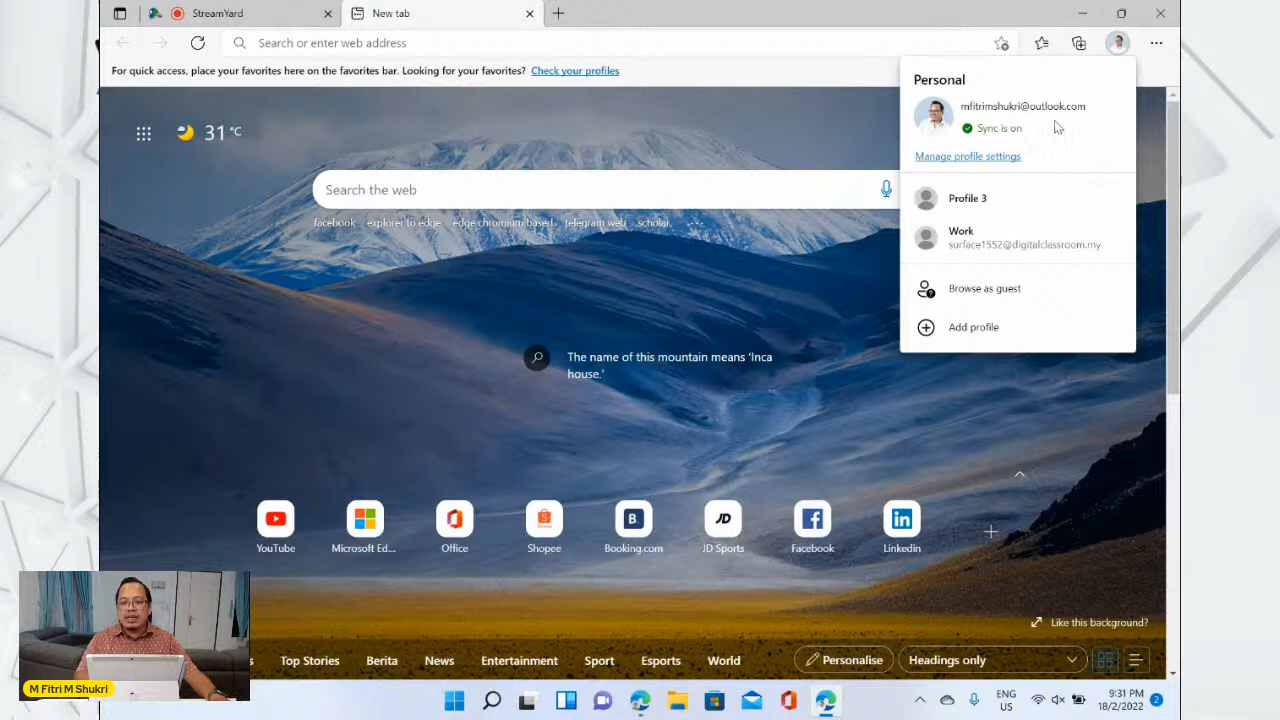 StreamYard
New tab
Search or enter web address
For quick access, place your favorites here on the favorites bar. Looking for your favorites? Check your profiles
31 °C
Search the web
facebook explorer to edge edge chromium based telegram web scholar ...
Personal
mfitrimshukri@outlook.com
Sync is on
Manage profile settings
Profile 3
Work
surface1552@digitalclassroom.my
Browse as guest
Add profile
The name of this mountain means ‘Inca
house.’
YouTube Microsoft Ed... Office Shopee Booking.com JD Sports Facebook Linkedin
Like this background?
Top Stories Berita News Entertainment Sport Esports World Personalise Headings only
M Fitri M Shukri
ENG
US
9:31 PM
18/2/2022
2